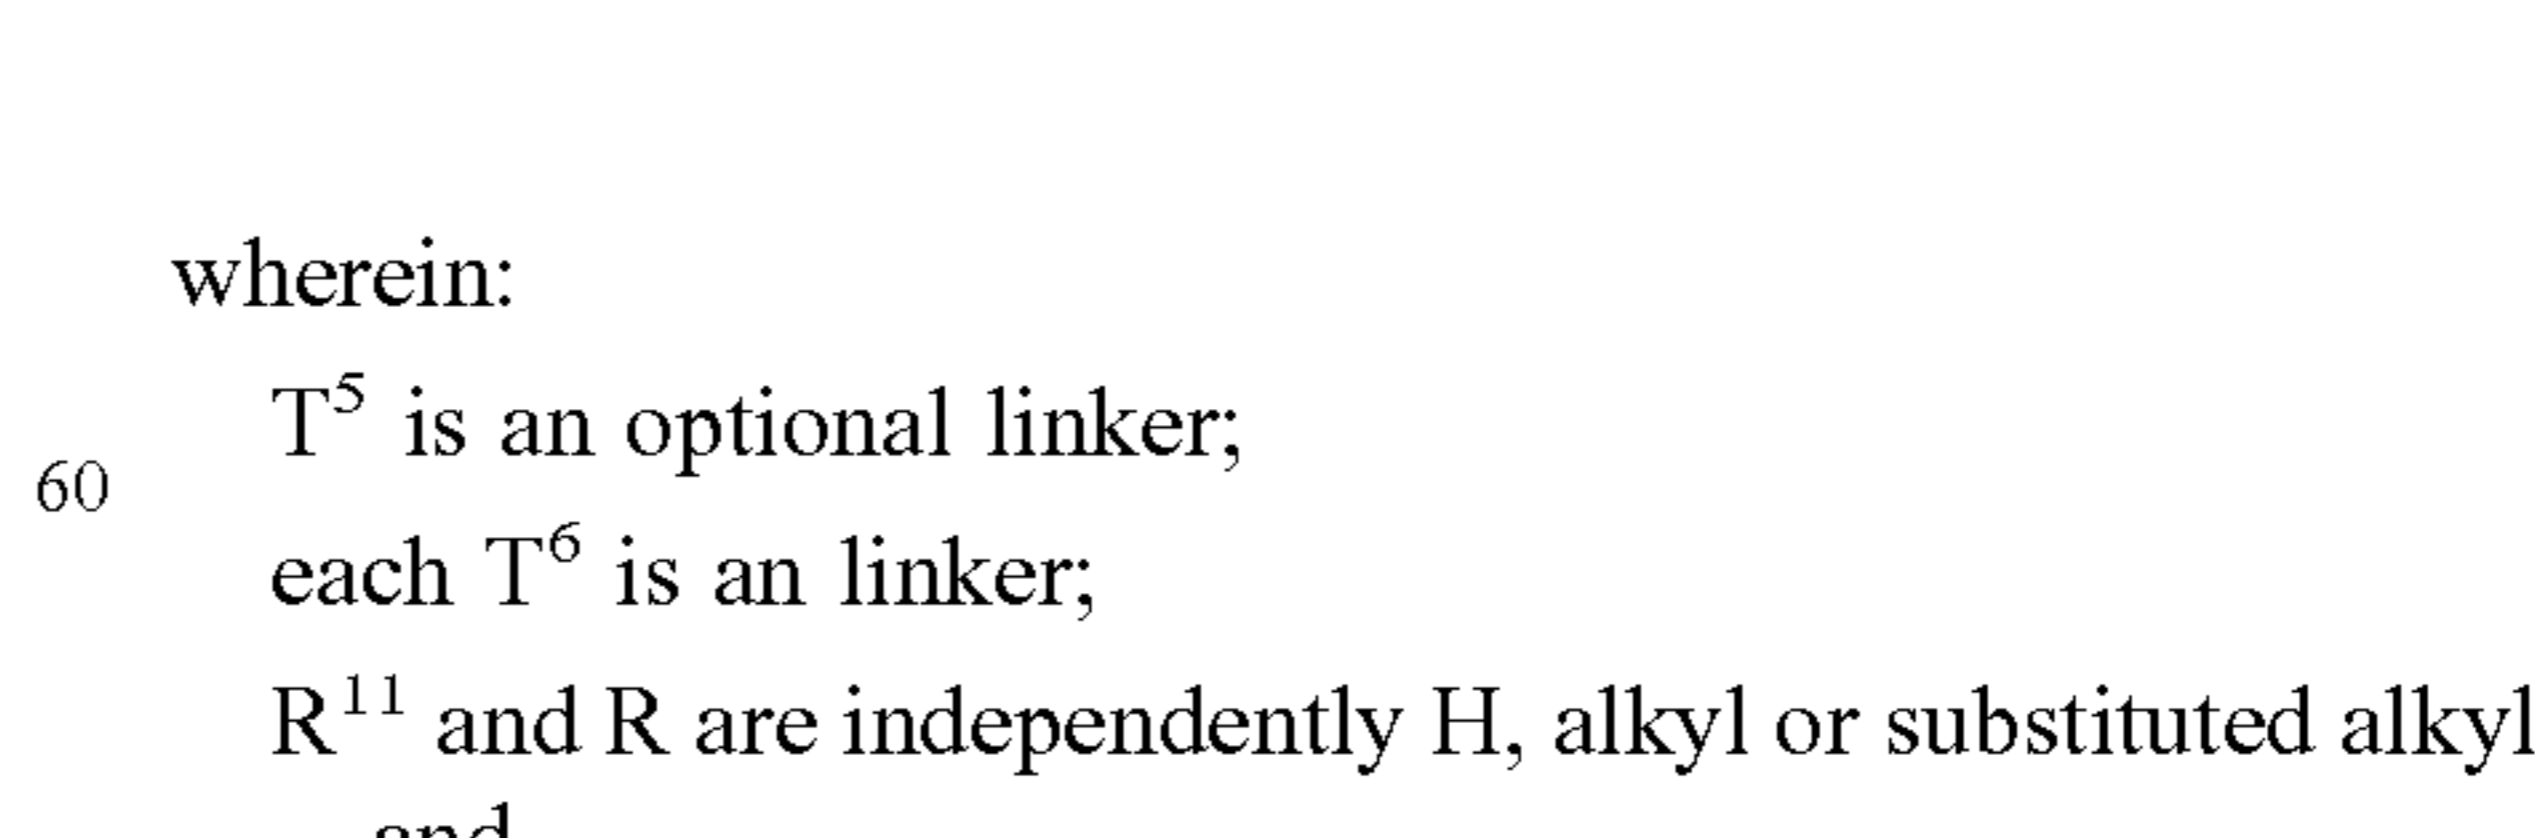 wherein:
T⁵ is an optional linker;
60
each T⁶ is an linker;
R¹¹ and R are independently H, alkyl or substituted alkyl
and